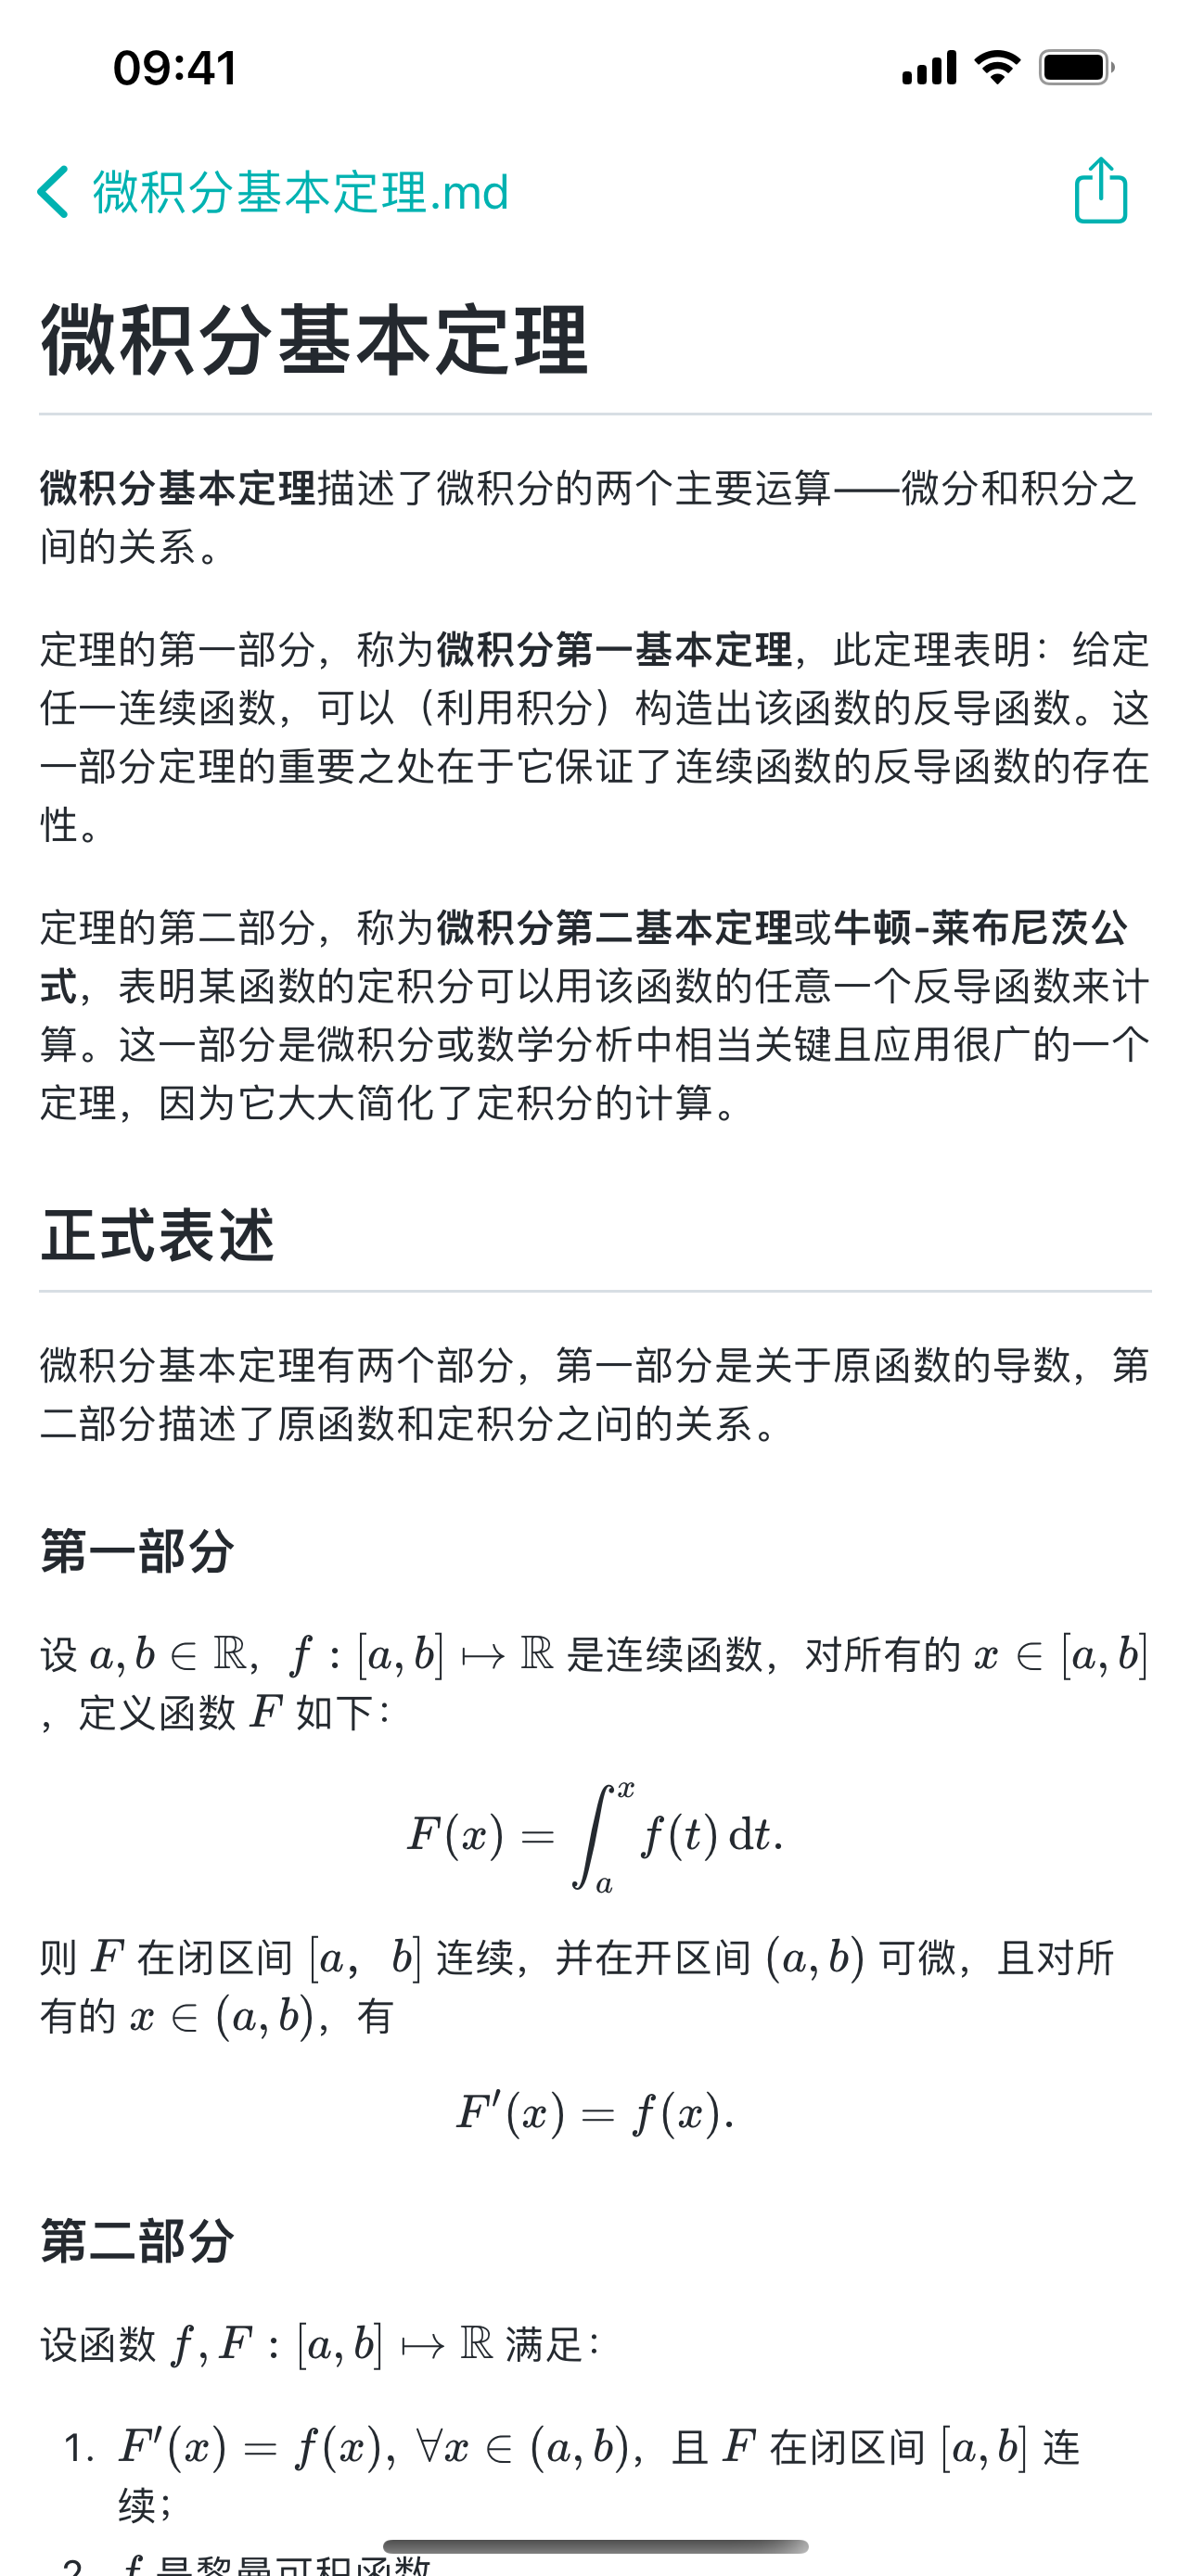 09:41
微积分基本定理.md
微积分基本定理
微积分基本定理描述了微积分的两个主要运算——微分和积分之
间的关系。
定理的第一部分，称为微积分第一基本定理，此定理表明：给定
任一连续函数，可以（利用积分）构造出该函数的反导函数。这
一部分定理的重要之处在于它保证了连续函数的反导函数的存在
性。
定理的第二部分，称为微积分第二基本定理或牛顿-莱布尼茨公
式，表明某函数的定积分可以用该函数的任意一个反导函数来计
算。这一部分是微积分或数学分析中相当关键且应用很广的一个
定理，因为它大大简化了定积分的计算。
正式表述
微积分基本定理有两个部分，第一部分是关于原函数的导数，第
二部分描述了原函数和定积分之间的关系。
第一部分
设 a, b ∈ ℝ，f : [a, b] ↦ ℝ 是连续函数，对所有的 x ∈ [a, b]
，定义函数 F 如下：
F(x) = ∫ₐˣ f(t) dt.
则 F 在闭区间 [a，b] 连续，并在开区间 (a, b) 可微，且对所
有的 x ∈ (a, b)，有
F′(x) = f(x).
第二部分
设函数 f, F : [a, b] ↦ ℝ 满足：
1. F′(x) = f(x), ∀x ∈ (a, b)，且 F 在闭区间 [a, b] 连
续；
2. f 是黎曼可积函数